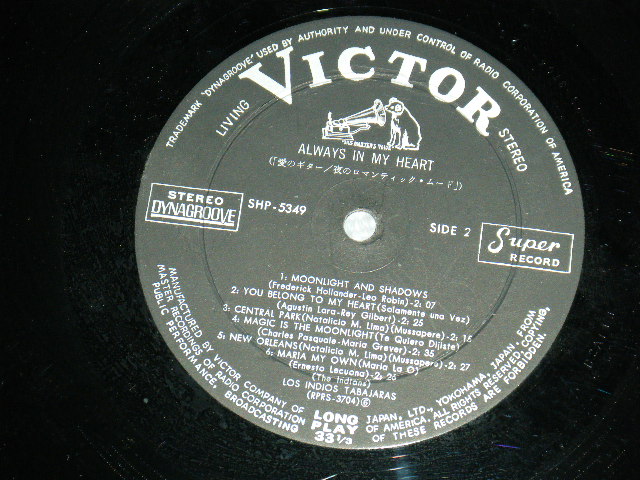 TRADEMARK "DYNAGROOVE" USED BY AUTHORITY AND UNDER CONTROL OF RADIO CORPORATION OF AMERICA
LIVING VICTOR STEREO
"HIS MASTER'S VOICE"
ALWAYS IN MY HEART
(「愛のギター/夜のロマンティック・ムード」)
STEREO
DYNAGROOVE
SHP-5349
SIDE 2
Super
RECORD
1: MOONLIGHT AND SHADOWS
(Frederick Hollander-Leo Robin)-2: 07
2: YOU BELONG TO MY HEART(Solamente una Vez)
(Agustin Lara-Ray Gilbert)-2: 25
3: CENTRAL PARK(Natalicio M. Lima)(Mussapere)-2: 15
4: MAGIC IS THE MOONLIGHT(Te Quiero Dijiste)
(Charles Pasquale-Maria Grever)-2: 35
5: NEW ORLEANS(Natalicio M. Lima)(Mussapero)-2: 27
6: MARIA MY OWN(Maria La O)
(Ernesto Lecuona)-2: 25
(The Indians)
LOS INDIOS TABAJARAS
(RPRS-3704)Ⓢ
LONG
PLAY
33 1/3
MANUFACTURED BY VICTOR COMPANY OF JAPAN, LTD., YOKOHAMA, JAPAN, FROM
MASTER RECORDINGS OF RADIO CORPORATION OF AMERICA. ALL RIGHTS RESERVED. COPYING,
PUBLIC PERFORMANCE, BROADCASTING OF THESE RECORDS ARE FORBIDDEN.